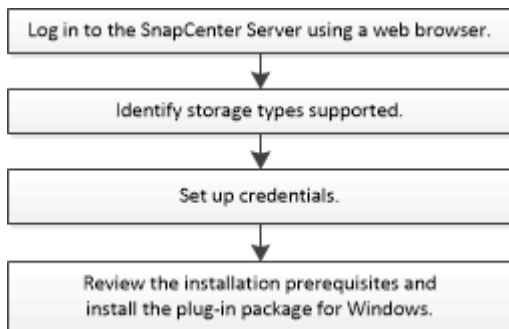 Log in to the SnapCenter Server using a web browser.
Identify storage types supported.
Set up credentials.
Review the installation prerequisites and
install the plug-in package for Windows.